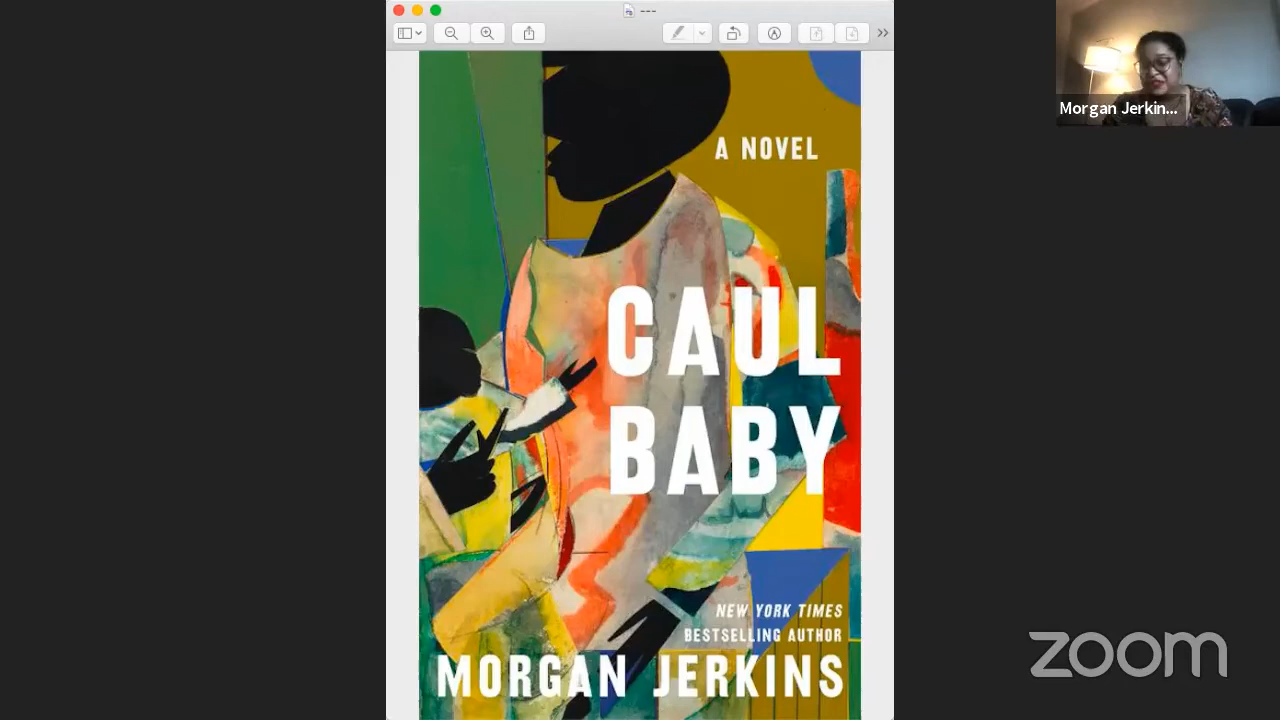 ---
Morgan Jerkin...
A NOVEL
CAUL
BABY
NEW YORK TIMES
BESTSELLING AUTHOR
MORGAN JERKINS
zoom